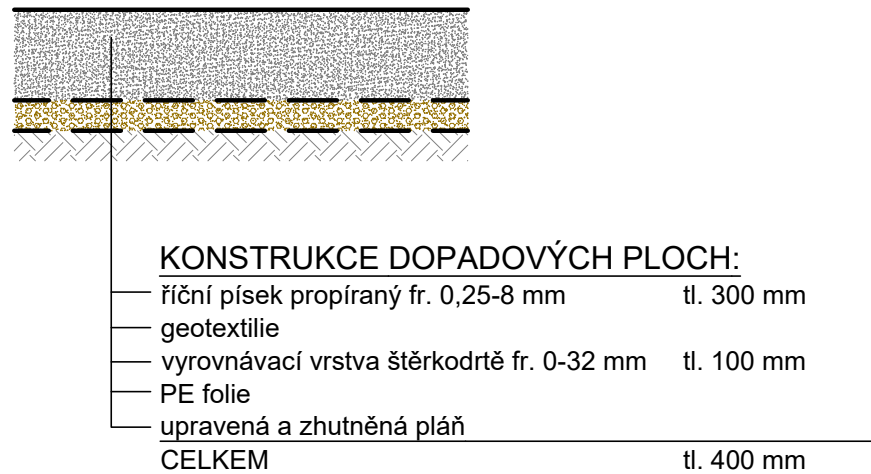 KONSTRUKCE DOPADOVÝCH PLOCH:
říční písek propíraný fr. 0,25-8 mm tl. 300 mm
geotextilie
vyrovnávací vrstva štěrkodrtě fr. 0-32 mm tl. 100 mm
PE folie
upravená a zhutněná pláň
CELKEM tl. 400 mm